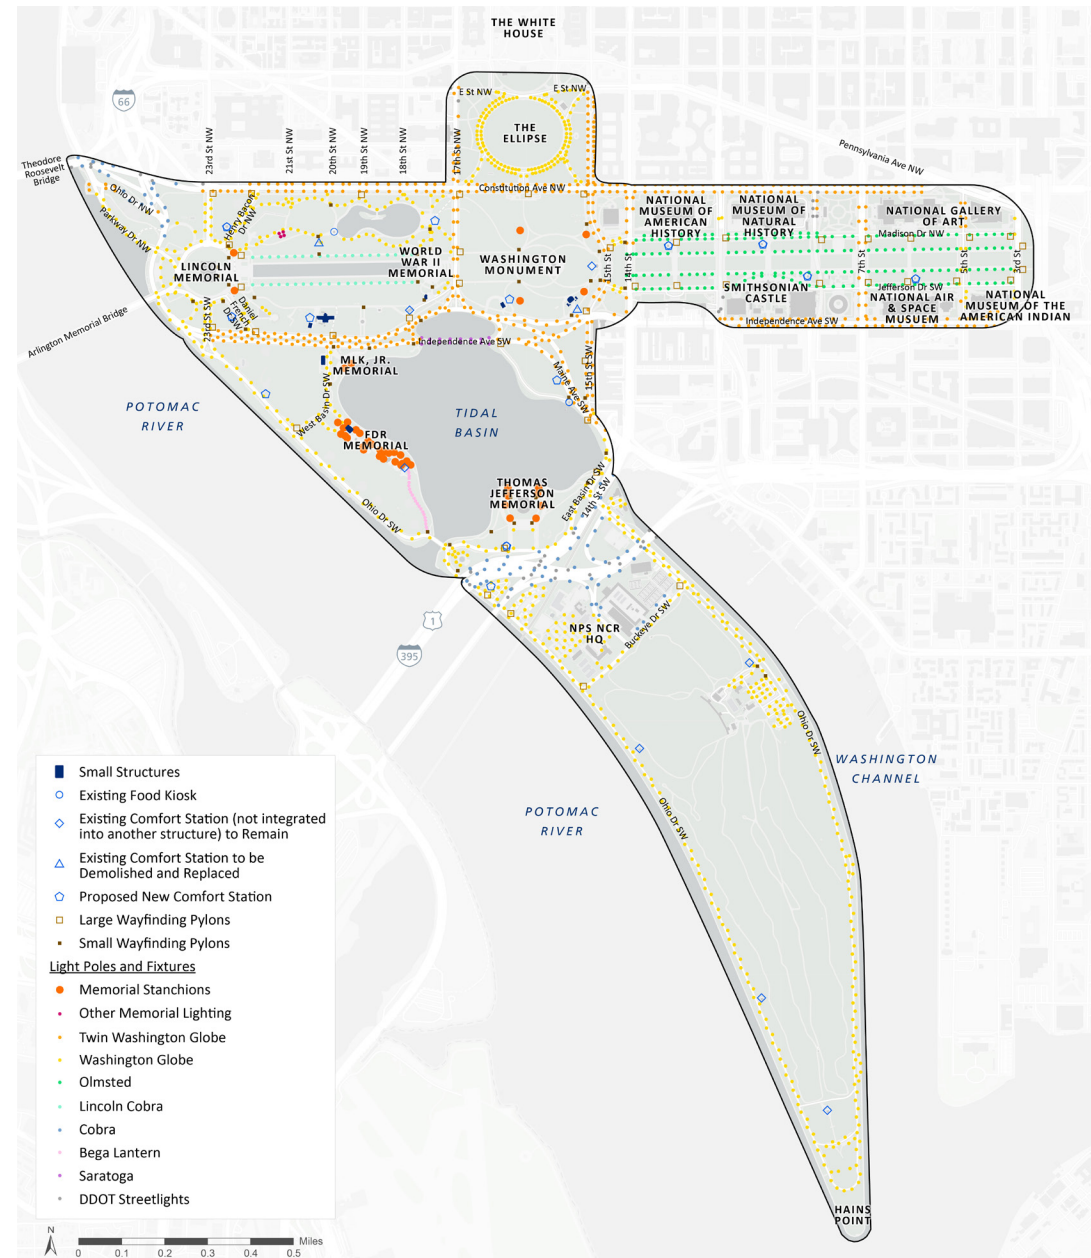 THE WHITE
HOUSE
66
E St NW
E St NW
THE
ELLIPSE
23rd St NW
21st St NW
20th St NW
19th St NW
18th St NW
17th St NW
Pennsylvania Ave NW
Theodore
Roosevelt
Bridge
Ohio Dr NW
Parkway Dr NW
Henry Bacon
Dr NW
Constitution Ave NW
NATIONAL
MUSEUM OF
AMERICAN
HISTORY
NATIONAL
MUSEUM OF
NATURAL
HISTORY
NATIONAL GALLERY
OF ART
Madison Dr NW
LINCOLN
MEMORIAL
WORLD
WAR II
MEMORIAL
WASHINGTON
MONUMENT
15th St
14th St
7th St
5th St
3rd St
SMITHSONIAN
CASTLE
Jefferson Dr SW
NATIONAL AIR
& SPACE
MUSUEM
NATIONAL
MUSEUM OF THE
AMERICAN INDIAN
Independence Ave SW
23rd St SW
Daniel
French
Dr SW
Arlington Memorial Bridge
Independence Ave SW
MLK, JR.
MEMORIAL
Maine Ave SW
15th St SW
West Basin Dr SW
POTOMAC
RIVER
TIDAL
BASIN
FDR
MEMORIAL
THOMAS
JEFFERSON
MEMORIAL
East Basin Dr SW
14th St SW
Ohio Dr SW
1
395
NPS NCR
HQ
Buckeye Dr SW
Ohio Dr SW
WASHINGTON
CHANNEL
POTOMAC
RIVER
Ohio Dr SW
HAINS
POINT
Small Structures
Existing Food Kiosk
Existing Comfort Station (not integrated
into another structure) to Remain
Existing Comfort Station to be
Demolished and Replaced
Proposed New Comfort Station
Large Wayfinding Pylons
Small Wayfinding Pylons
Light Poles and Fixtures
Memorial Stanchions
Other Memorial Lighting
Twin Washington Globe
Washington Globe
Olmsted
Lincoln Cobra
Cobra
Bega Lantern
Saratoga
DDOT Streetlights
N
Miles
0 0.1 0.2 0.3 0.4 0.5